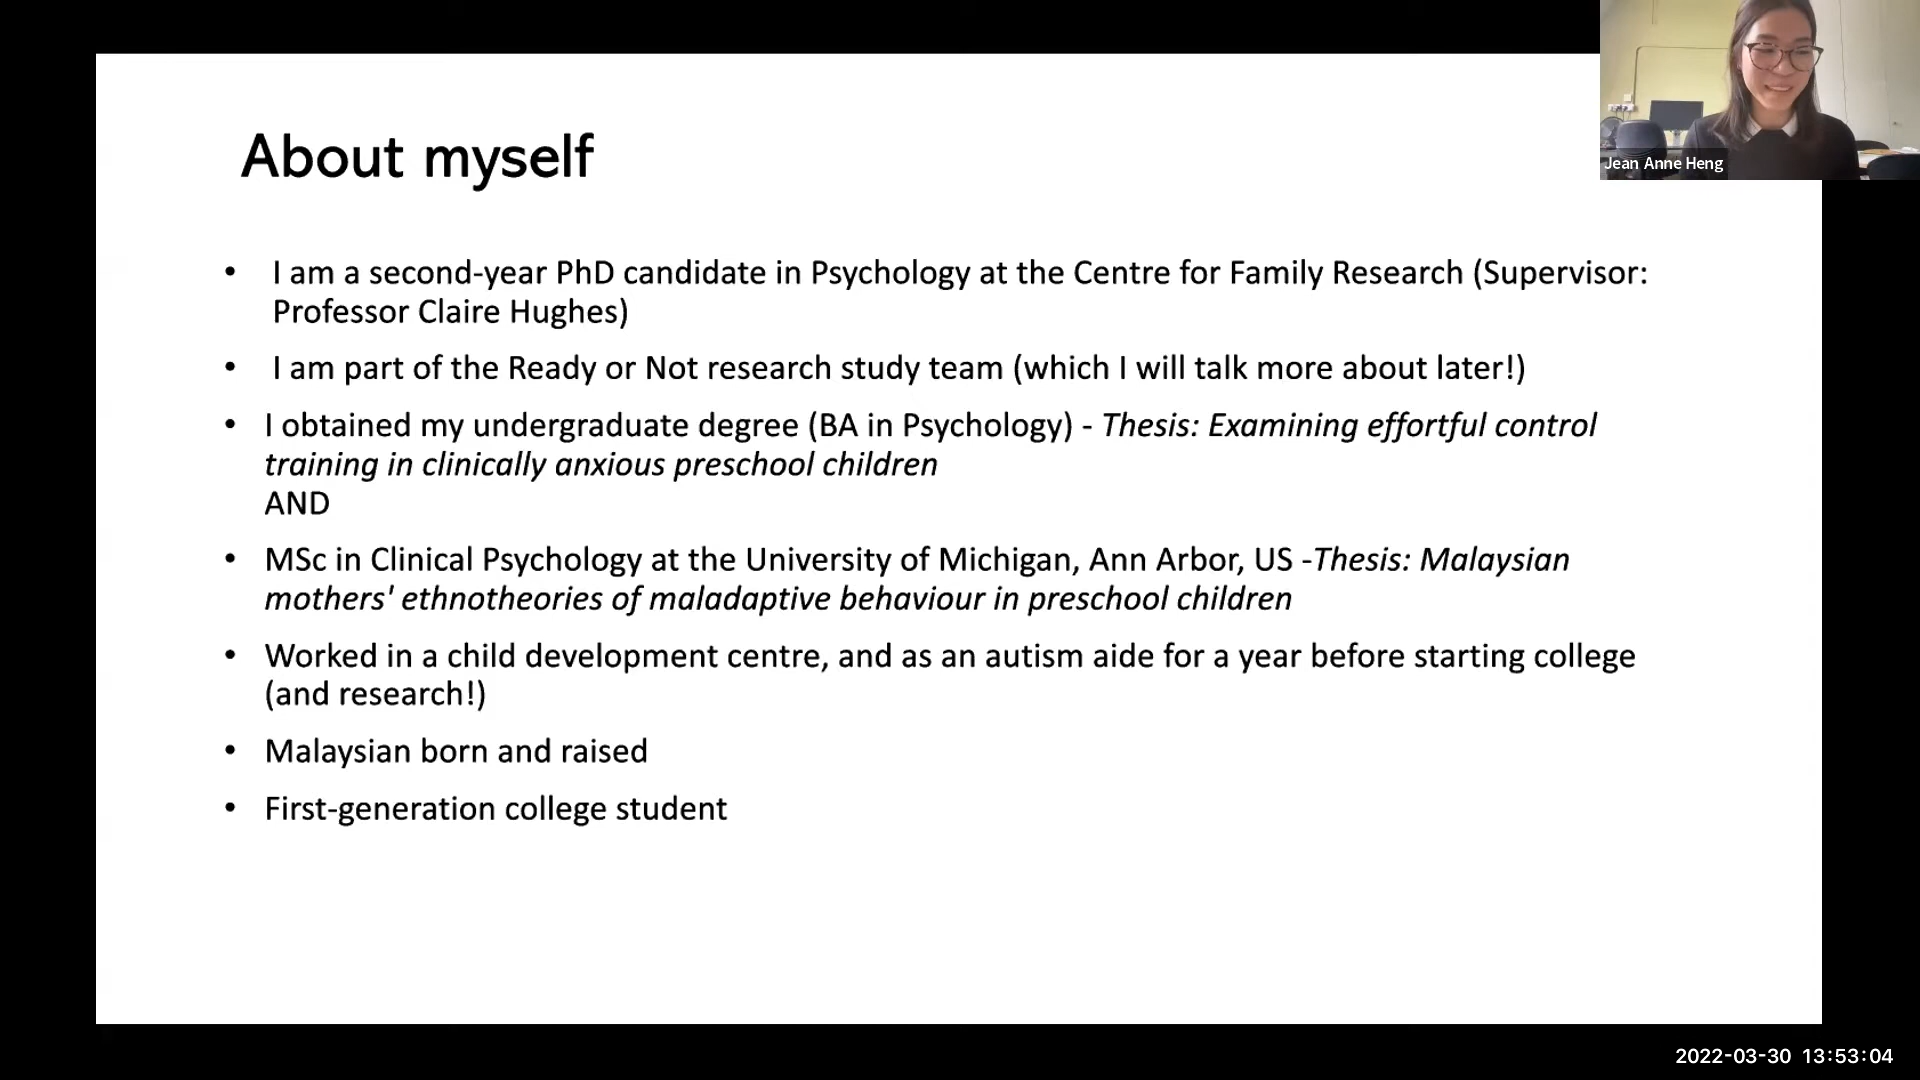 About myself
• I am a second-year PhD candidate in Psychology at the Centre for Family Research (Supervisor:
Professor Claire Hughes)
• I am part of the Ready or Not research study team (which I will talk more about later!)
• I obtained my undergraduate degree (BA in Psychology) - Thesis: Examining effortful control
training in clinically anxious preschool children
AND
• MSc in Clinical Psychology at the University of Michigan, Ann Arbor, US -Thesis: Malaysian
mothers' ethnotheories of maladaptive behaviour in preschool children
• Worked in a child development centre, and as an autism aide for a year before starting college
(and research!)
• Malaysian born and raised
• First-generation college student
Jean Anne Heng
2022-03-30 13:53:04